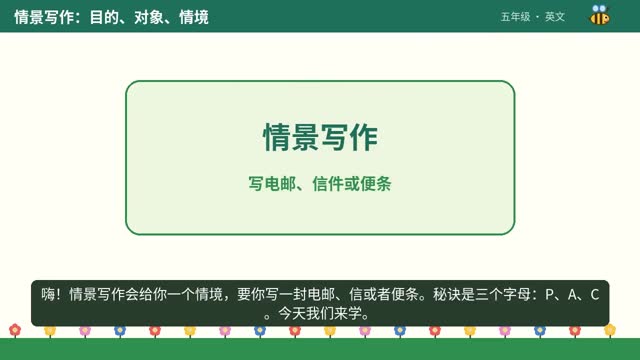 情景写作：目的、对象、情境
五年级 · 英文
情景写作
写电邮、信件或便条
嗨！情景写作会给你一个情境，要你写一封电邮、信或者便条。秘诀是三个字母：P、A、C
。今天我们来学。